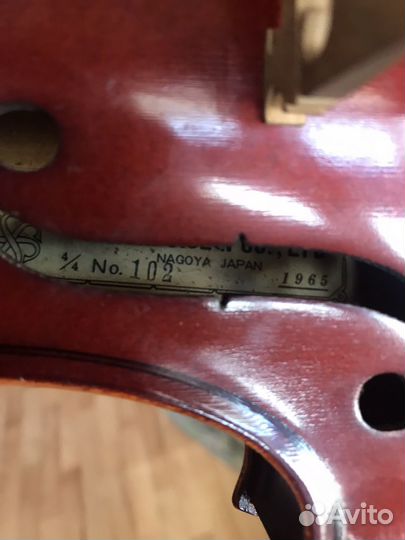 CO., LTD
NAGOYA JAPAN
4/4 No. 102
1965
Avito